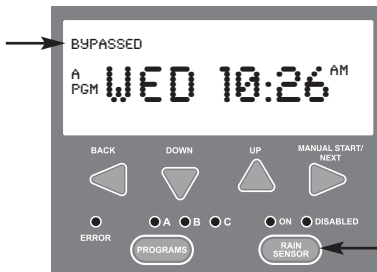 BYPASSED
A
PGM WED 10:26 AM
BACK DOWN UP MANUAL START/
NEXT
A B C ON DISABLED
ERROR
PROGRAMS RAIN
SENSOR